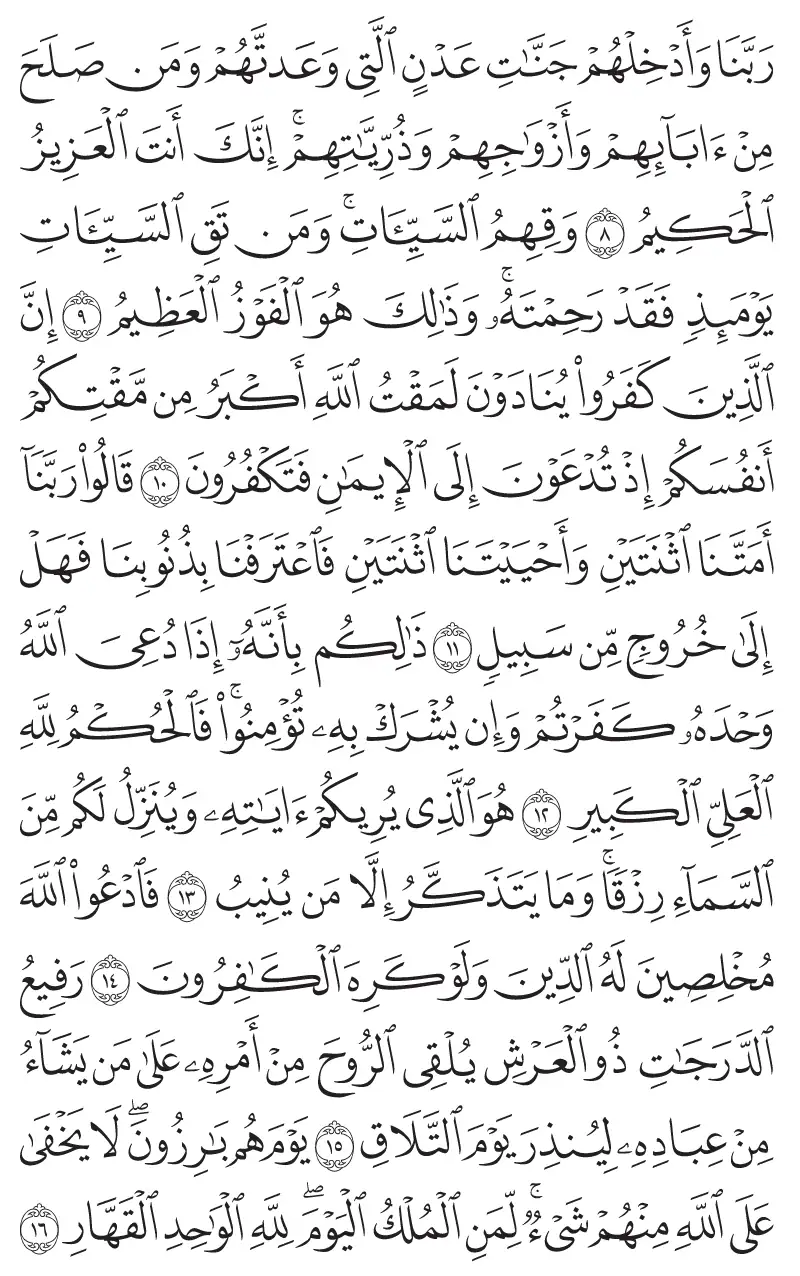 رَبَّنَا وَأَدْخِلْهُمْ جَنَّٰتِ عَدْنٍ ٱلَّتِى وَعَدتَّهُمْ وَمَن صَلَحَ
مِنْ ءَابَآئِهِمْ وَأَزْوَٰجِهِمْ وَذُرِّيَّٰتِهِمْ ۚ إِنَّكَ أَنتَ ٱلْعَزِيزُ
ٱلْحَكِيمُ ٨ وَقِهِمُ ٱلسَّيِّـَٔاتِ ۚ وَمَن تَقِ ٱلسَّيِّـَٔاتِ
يَوْمَئِذٍ فَقَدْ رَحِمْتَهُۥ ۚ وَذَٰلِكَ هُوَ ٱلْفَوْزُ ٱلْعَظِيمُ ٩ إِنَّ
ٱلَّذِينَ كَفَرُوا۟ يُنَادَوْنَ لَمَقْتُ ٱللَّهِ أَكْبَرُ مِن مَّقْتِكُمْ
أَنفُسَكُمْ إِذْ تُدْعَوْنَ إِلَى ٱلْإِيمَٰنِ فَتَكْفُرُونَ ١٠ قَالُوا۟ رَبَّنَآ
أَمَتَّنَا ٱثْنَتَيْنِ وَأَحْيَيْتَنَا ٱثْنَتَيْنِ فَٱعْتَرَفْنَا بِذُنُوبِنَا فَهَلْ
إِلَىٰ خُرُوجٍ مِّن سَبِيلٍ ١١ ذَٰلِكُم بِأَنَّهُۥٓ إِذَا دُعِىَ ٱللَّهُ
وَحْدَهُۥ كَفَرْتُمْ وَإِن يُشْرَكْ بِهِۦ تُؤْمِنُوا۟ ۚ فَٱلْحُكْمُ لِلَّهِ
ٱلْعَلِىِّ ٱلْكَبِيرِ ١٢ هُوَ ٱلَّذِى يُرِيكُمْ ءَايَٰتِهِۦ وَيُنَزِّلُ لَكُم مِّنَ
ٱلسَّمَآءِ رِزْقًا ۚ وَمَا يَتَذَكَّرُ إِلَّا مَن يُنِيبُ ١٣ فَٱدْعُوا۟ ٱللَّهَ
مُخْلِصِينَ لَهُ ٱلدِّينَ وَلَوْ كَرِهَ ٱلْكَٰفِرُونَ ١٤ رَفِيعُ
ٱلدَّرَجَٰتِ ذُو ٱلْعَرْشِ يُلْقِى ٱلرُّوحَ مِنْ أَمْرِهِۦ عَلَىٰ مَن يَشَآءُ
مِنْ عِبَادِهِۦ لِيُنذِرَ يَوْمَ ٱلتَّلَاقِ ١٥ يَوْمَ هُم بَٰرِزُونَ ۖ لَا يَخْفَىٰ
عَلَى ٱللَّهِ مِنْهُمْ شَىْءٌ ۚ لِّمَنِ ٱلْمُلْكُ ٱلْيَوْمَ ۖ لِلَّهِ ٱلْوَٰحِدِ ٱلْقَهَّارِ ١٦